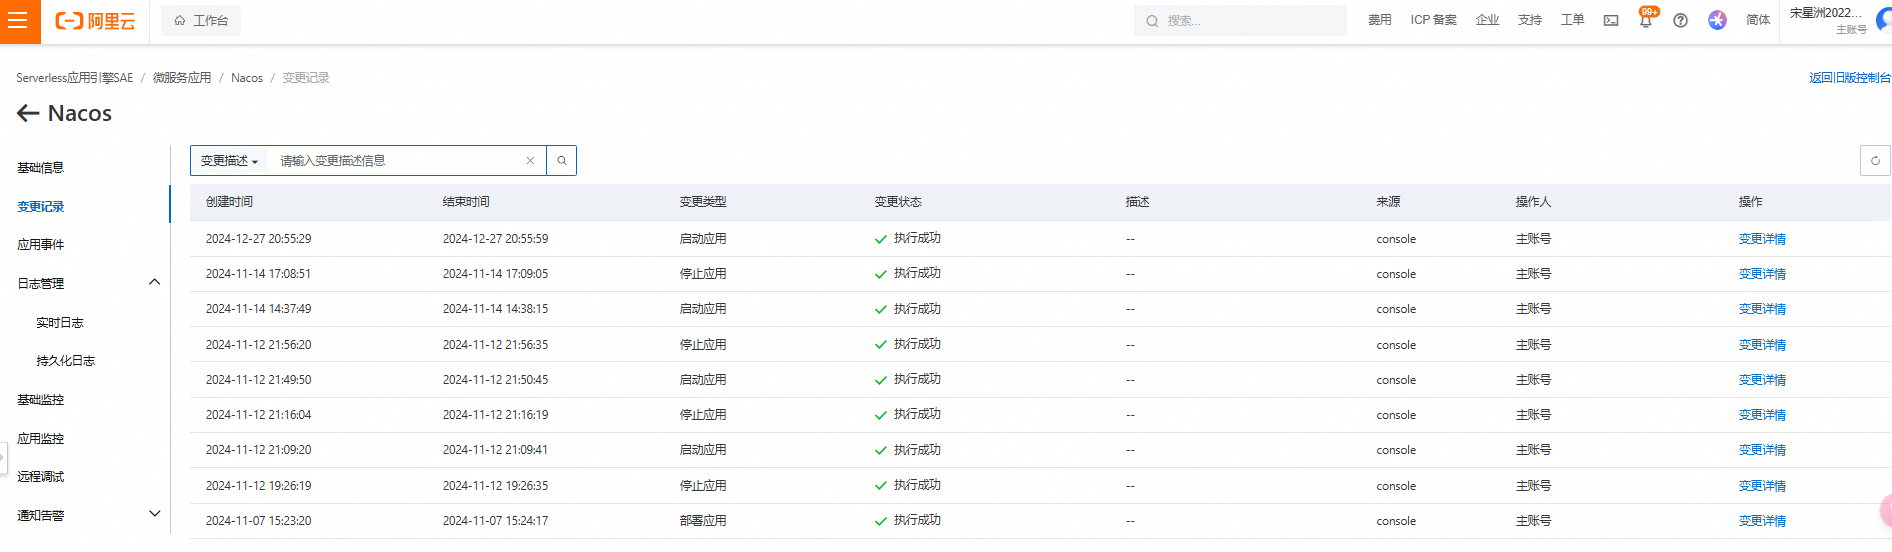 阿里云 工作台 搜索... 费用 ICP 备案 企业 支持 工单 99+ 简体 宋星洲2022...
主账号
Serverless应用引擎SAE / 微服务应用 / Nacos / 变更记录 返回旧版控制台
Nacos
基础信息
变更记录
应用事件
日志管理
实时日志
持久化日志
基础监控
应用监控
远程调试
通知告警
变更描述 请输入变更描述信息
创建时间 结束时间 变更类型 变更状态 描述 来源 操作人 操作
2024-12-27 20:55:29 2024-12-27 20:55:59 启动应用 执行成功 -- console 主账号 变更详情
2024-11-14 17:08:51 2024-11-14 17:09:05 停止应用 执行成功 -- console 主账号 变更详情
2024-11-14 14:37:49 2024-11-14 14:38:15 启动应用 执行成功 -- console 主账号 变更详情
2024-11-12 21:56:20 2024-11-12 21:56:35 停止应用 执行成功 -- console 主账号 变更详情
2024-11-12 21:49:50 2024-11-12 21:50:45 启动应用 执行成功 -- console 主账号 变更详情
2024-11-12 21:16:04 2024-11-12 21:16:19 停止应用 执行成功 -- console 主账号 变更详情
2024-11-12 21:09:20 2024-11-12 21:09:41 启动应用 执行成功 -- console 主账号 变更详情
2024-11-12 19:26:19 2024-11-12 19:26:35 停止应用 执行成功 -- console 主账号 变更详情
2024-11-07 15:23:20 2024-11-07 15:24:17 部署应用 执行成功 -- console 主账号 变更详情